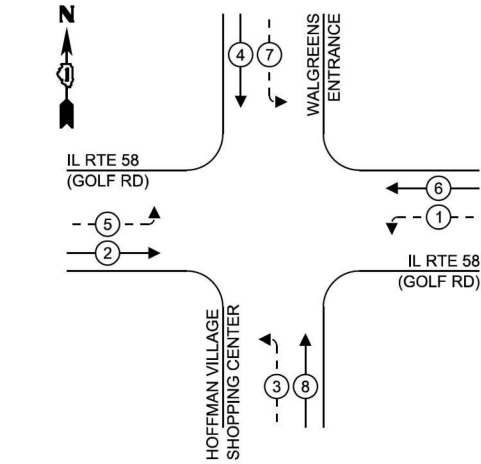 N
4 7
WALGREENS
ENTRANCE
IL RTE 58
(GOLF RD)
6
5
1
2
IL RTE 58
(GOLF RD)
HOFFMAN VILLAGE
SHOPPING CENTER
3 8